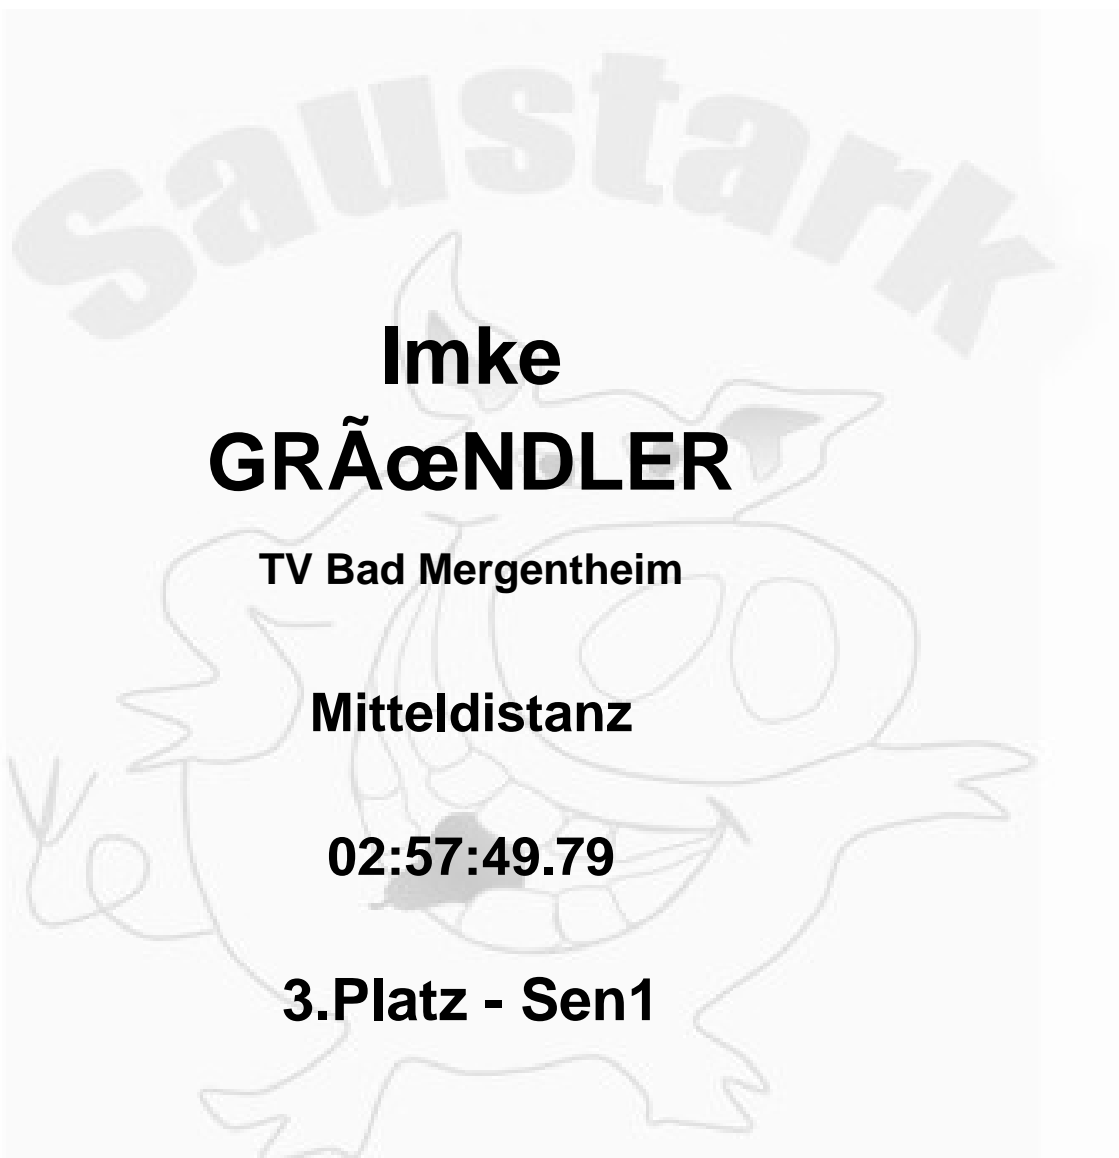 Saustark
Imke
GRÃœNDLER
TV Bad Mergentheim
Mitteldistanz
02:57:49.79
3.Platz - Sen1